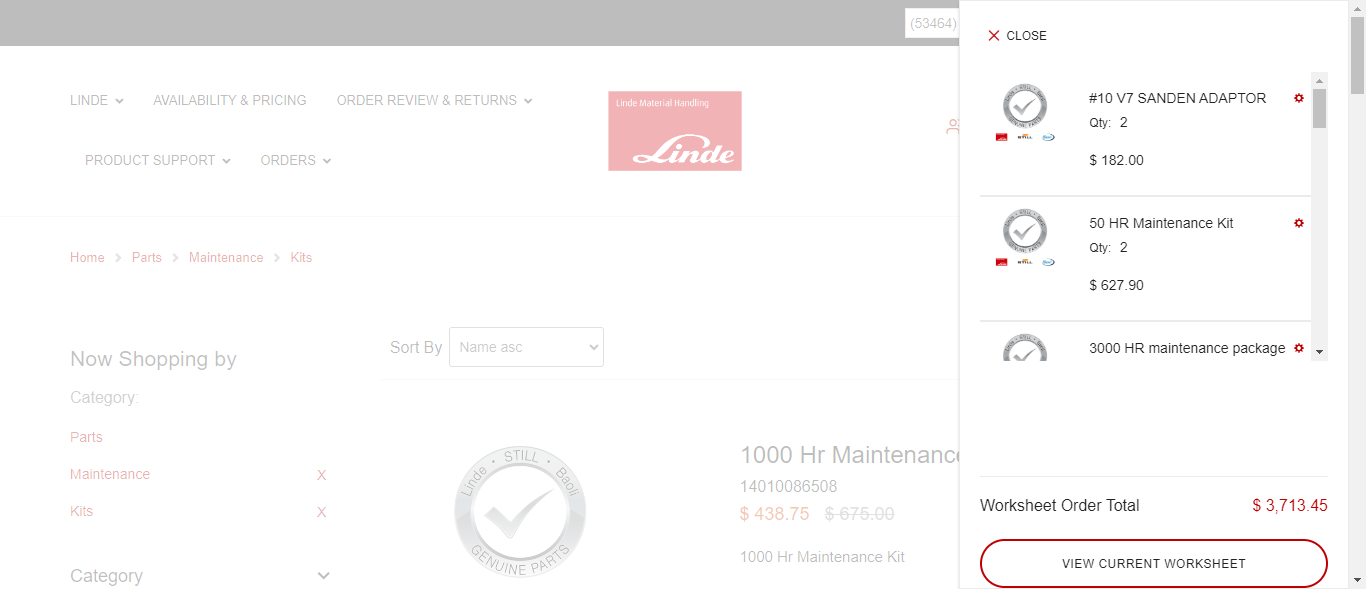 (53464)
CLOSE
LINDE
AVAILABILITY & PRICING
ORDER REVIEW & RETURNS
PRODUCT SUPPORT
ORDERS
Linde Material Handling
Linde
#10 V7 SANDEN ADAPTOR
Qty: 2
$ 182.00
50 HR Maintenance Kit
Qty: 2
$ 627.90
3000 HR maintenance package
Home
Parts
Maintenance
Kits
Sort By
Name asc
Now Shopping by
Category:
Parts
Maintenance X
Kits X
Category
Linde • STILL • Baoli
GENUINE PARTS
1000 Hr Maintenance
14010086508
$ 438.75 $ 675.00
1000 Hr Maintenance Kit
Worksheet Order Total $ 3,713.45
VIEW CURRENT WORKSHEET